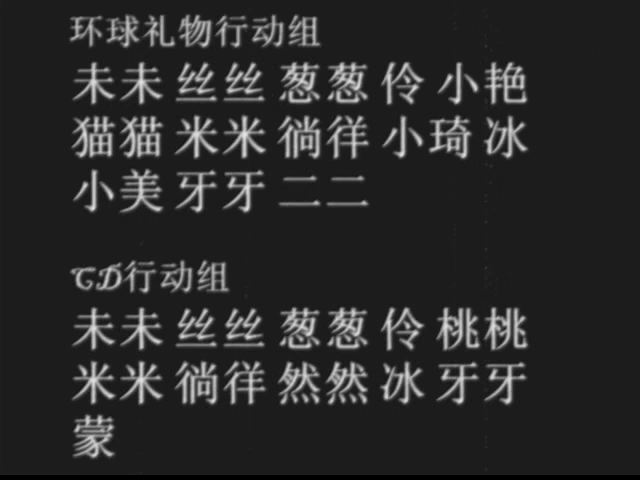 环球礼物行动组
未未 丝丝 葱葱 伶 小艳
猫猫 米米 徜徉 小琦 冰
小美 牙牙 二二
CD行动组
未未 丝丝 葱葱 伶 桃桃
米米 徜徉 然然 冰 牙牙
蒙